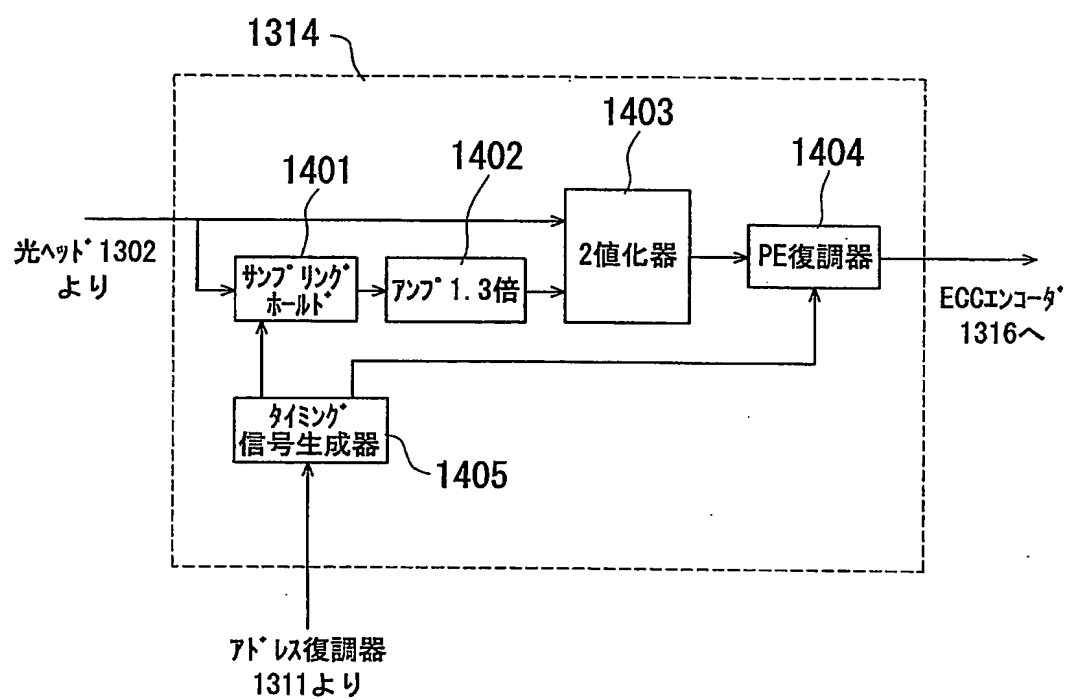 1314
1403
1402
1404
1401
光ヘッド1302
より
サンプリング
ホールド
アンプ1.3倍
2値化器
PE復調器
ECCエンコーダ
1316へ
タイミング
信号生成器
1405
アドレス復調器
1311より